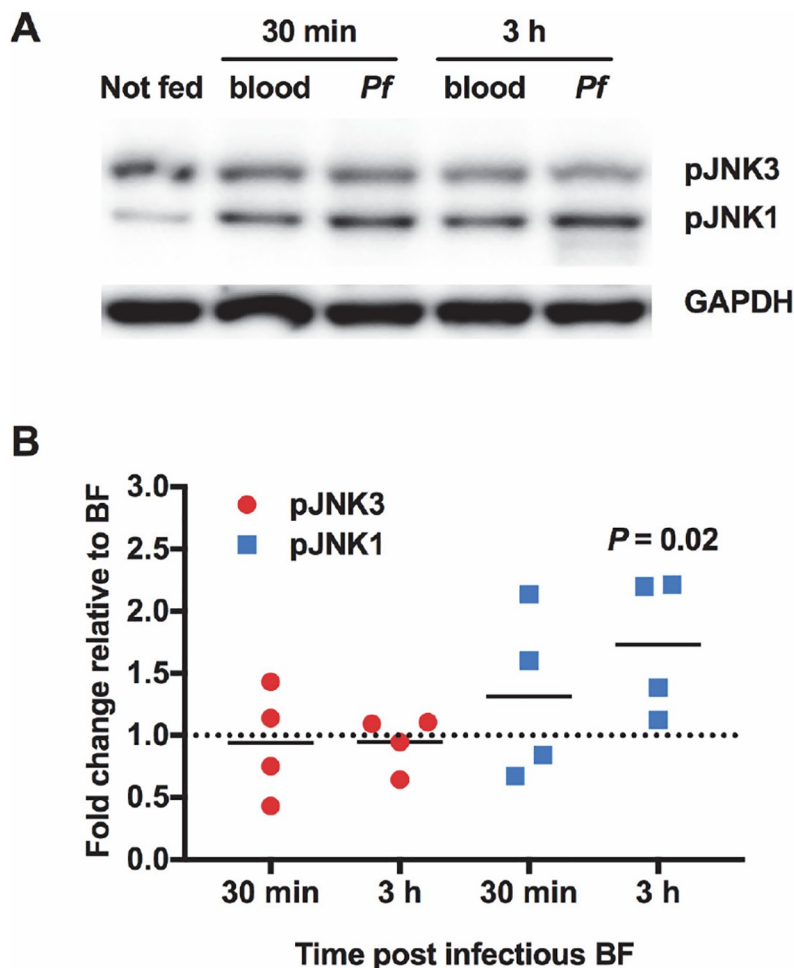 A
30 min 3 h
Not fed blood Pf blood Pf
pJNK3
pJNK1
GAPDH
B
Fold change relative to BF
3.0
2.5
2.0
1.5
1.0
0.5
0.0
pJNK3
pJNK1
P = 0.02
30 min 3 h 30 min 3 h
Time post infectious BF